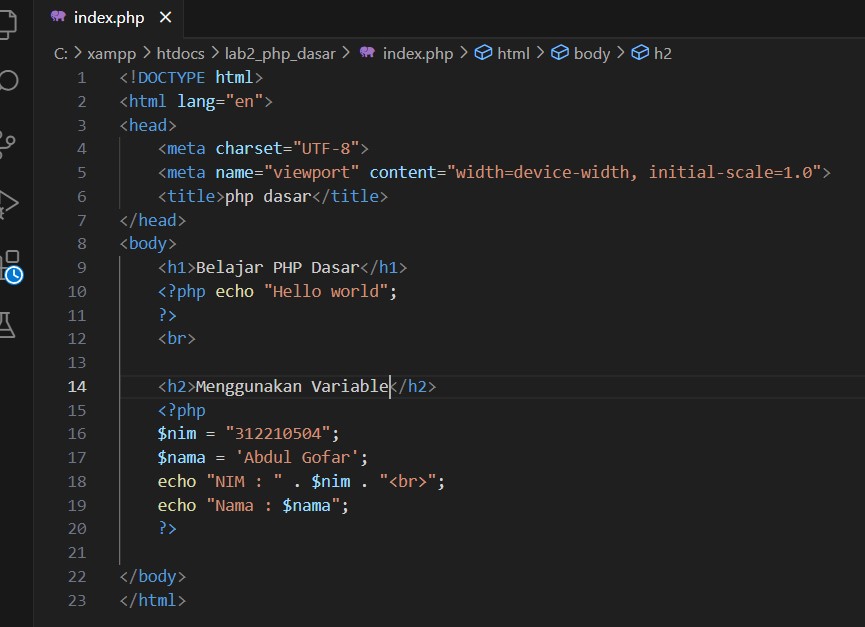 index.php
C: > xampp > htdocs > lab2_php_dasar > index.php > html > body > h2
1 <!DOCTYPE html>
2 <html lang="en">
3 <head>
4     <meta charset="UTF-8">
5     <meta name="viewport" content="width=device-width, initial-scale=1.0">
6     <title>php dasar</title>
7 </head>
8 <body>
9     <h1>Belajar PHP Dasar</h1>
10     <?php echo "Hello world";
11     ?>
12     <br>
13
14     <h2>Menggunakan Variable</h2>
15     <?php
16     $nim = "312210504";
17     $nama = 'Abdul Gofar';
18     echo "NIM : " . $nim . "<br>";
19     echo "Nama : $nama";
20     ?>
21
22 </body>
23 </html>